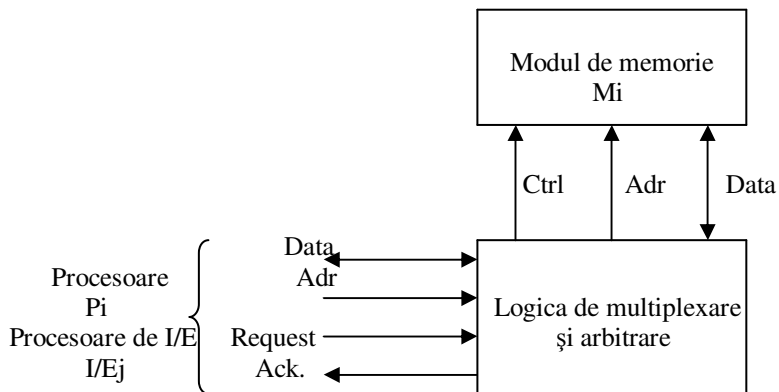 Modul de memorie
Mi
Ctrl Adr Data
Data
Adr
Procesoare
Pi
Procesoare de I/E
I/Ej
Request
Ack.
Logica de multiplexare
şi arbitrare